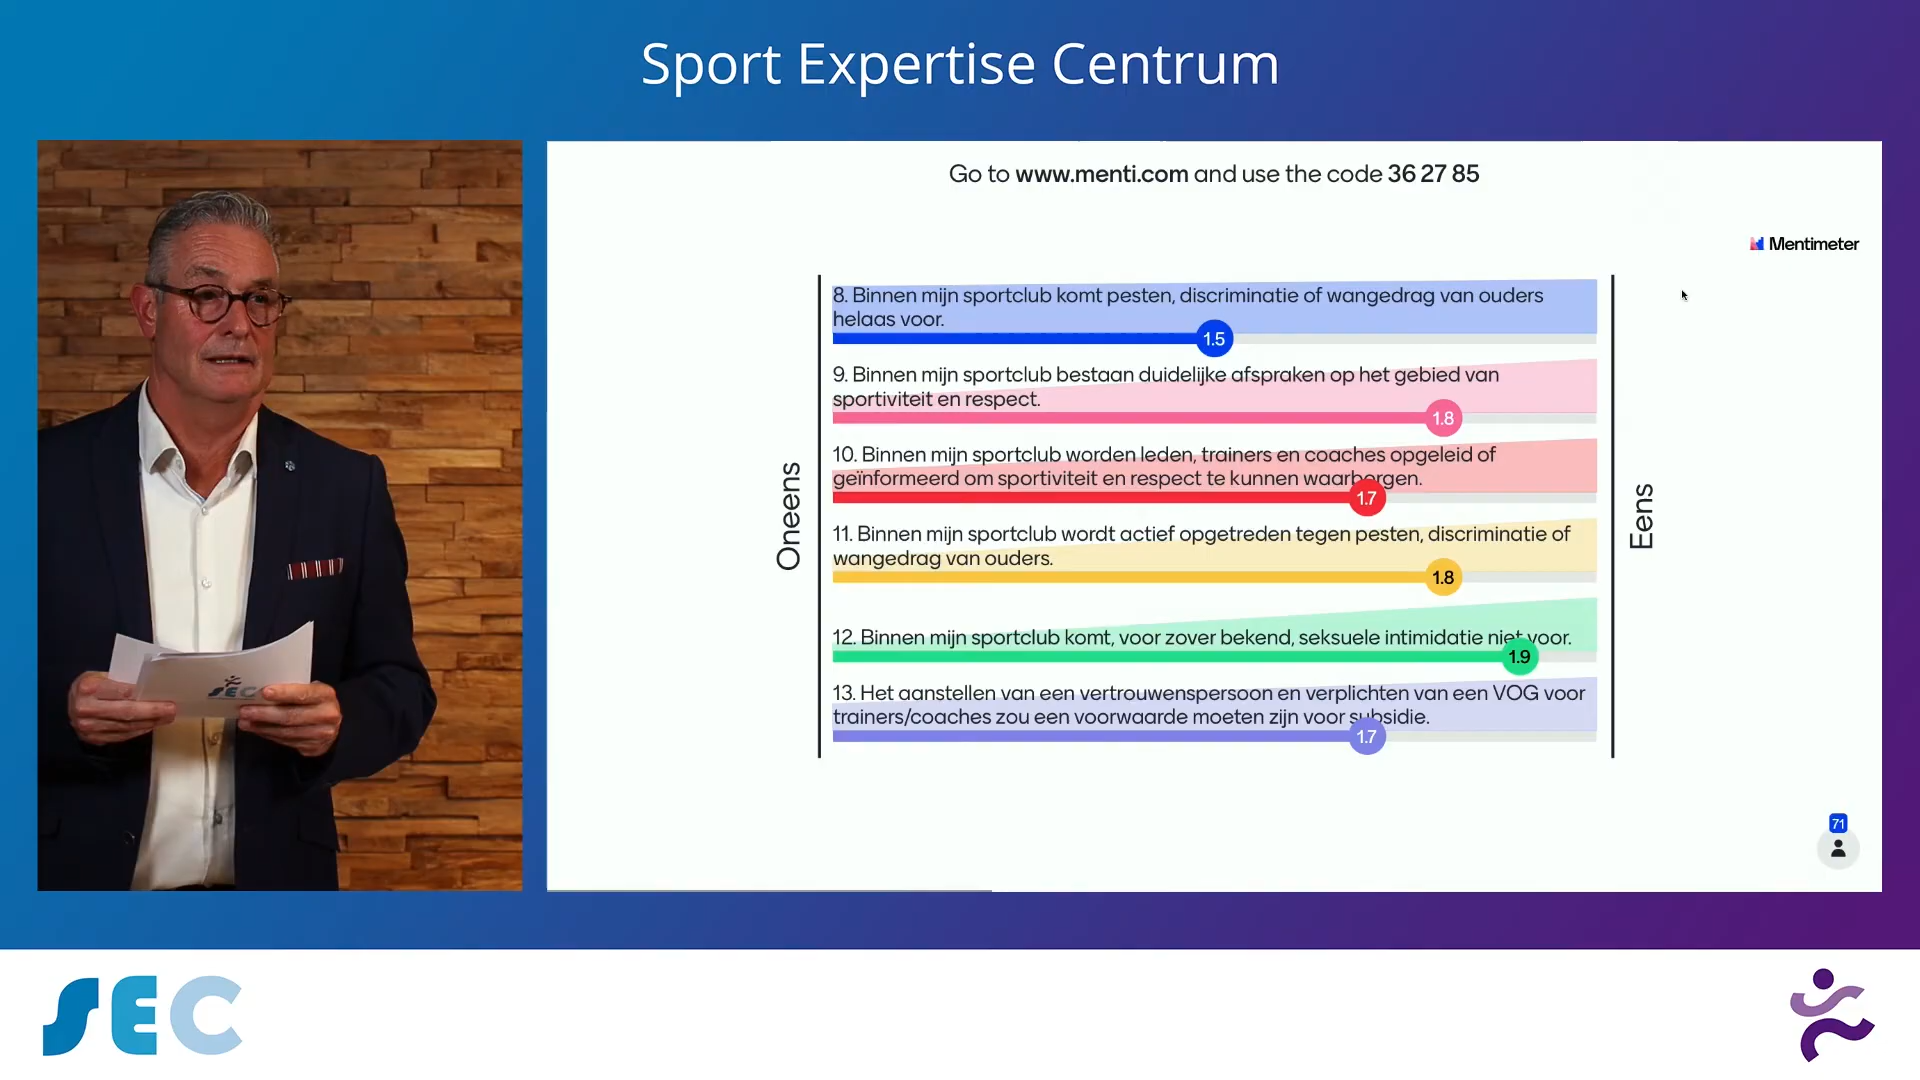 Sport Expertise Centrum
Go to www.menti.com and use the code 36 27 85
Mentimeter
8. Binnen mijn sportclub komt pesten, discriminatie of wangedrag van ouders
helaas voor.
1.5
9. Binnen mijn sportclub bestaan duidelijke afspraken op het gebied van
sportiviteit en respect.
1.8
10. Binnen mijn sportclub worden leden, trainers en coaches opgeleid of
geïnformeerd om sportiviteit en respect te kunnen waarborgen.
1.7
11. Binnen mijn sportclub wordt actief opgetreden tegen pesten, discriminatie of
wangedrag van ouders.
1.8
12. Binnen mijn sportclub komt, voor zover bekend, seksuele intimidatie niet voor.
1.9
13. Het aanstellen van een vertrouwenspersoon en verplichten van een VOG voor
trainers/coaches zou een voorwaarde moeten zijn voor subsidie.
1.7
Oneens
Eens
71
SEC
SEC